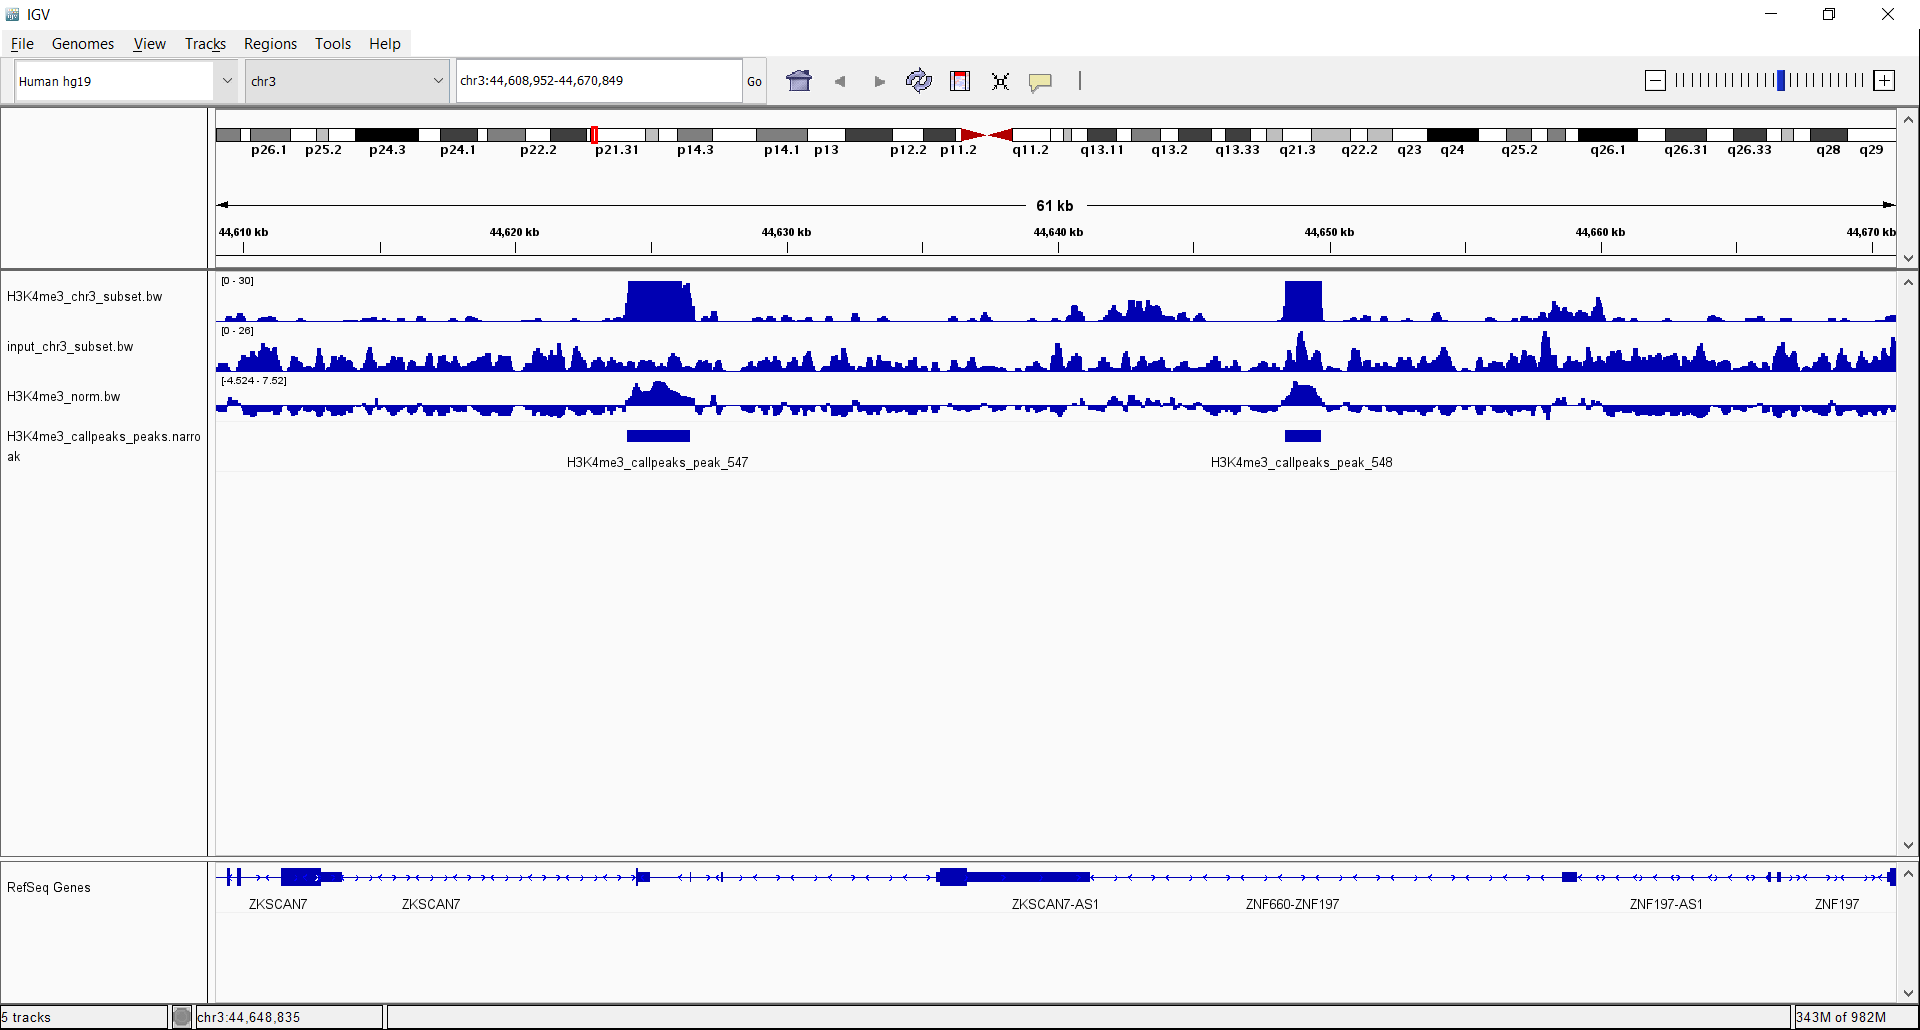 IGV
File Genomes View Tracks Regions Tools Help
Human hg19 chr3 chr3:44,608,952-44,670,849 Go
p26.1 p25.2 p24.3 p24.1 p22.2 p21.31 p14.3 p14.1 p13 p12.2 p11.2 q11.2 q13.11 q13.2 q13.33 q21.3 q22.2 q23 q24 q25.2 q26.1 q26.31 q26.33 q28 q29
61 kb
44,610 kb 44,620 kb 44,630 kb 44,640 kb 44,650 kb 44,660 kb 44,670 kb
[0 - 30]
H3K4me3_chr3_subset.bw
[0 - 26]
input_chr3_subset.bw
[-4.524 - 7.52]
H3K4me3_norm.bw
H3K4me3_callpeaks_peaks.narro
ak
H3K4me3_callpeaks_peak_547 H3K4me3_callpeaks_peak_548
RefSeq Genes
ZKSCAN7 ZKSCAN7 ZKSCAN7-AS1 ZNF660-ZNF197 ZNF197-AS1 ZNF197
5 tracks chr3:44,648,835 343M of 982M